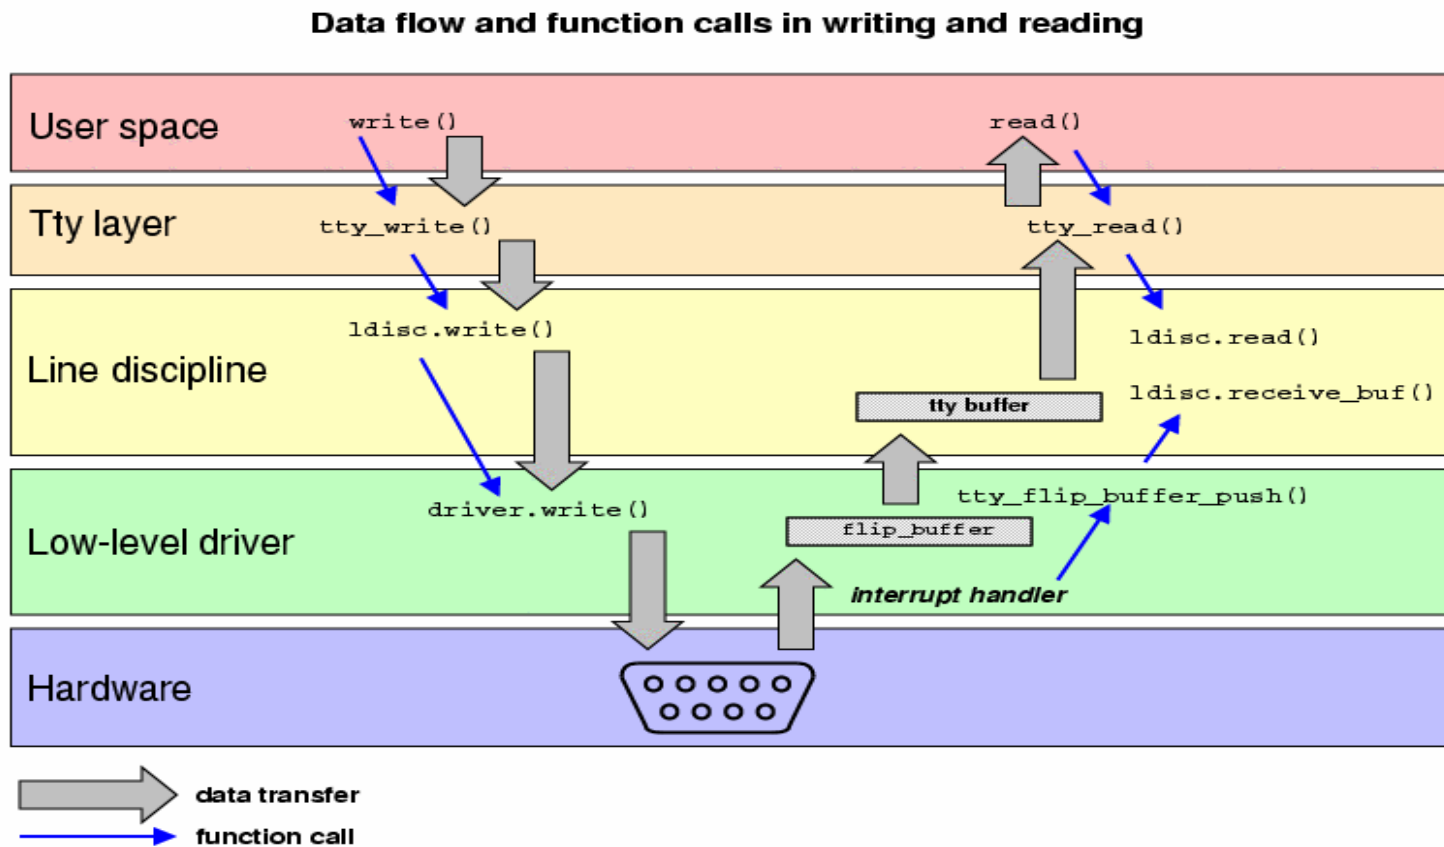 Data flow and function calls in writing and reading
User space
write()
read()
Tty layer
tty_write()
tty_read()
ldisc.write()
ldisc.read()
Line discipline
tty buffer
ldisc.receive_buf()
driver.write()
tty_flip_buffer_push()
Low-level driver
flip_buffer
interrupt handler
Hardware
data transfer
function call